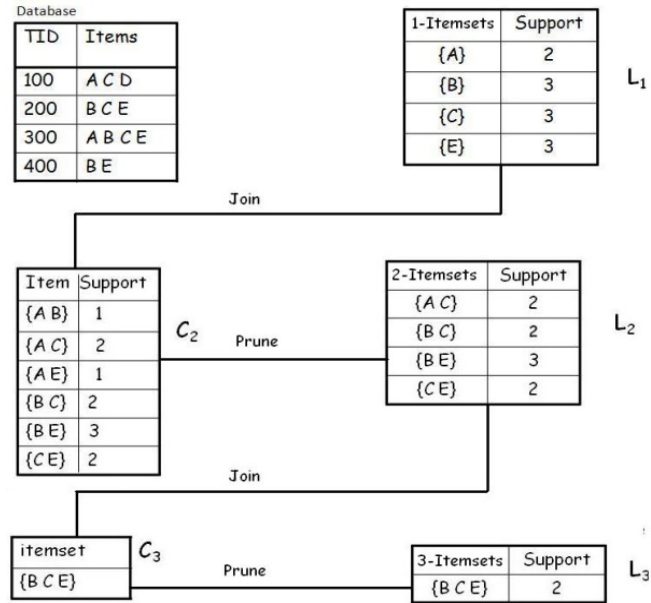 Database
TID Items
100 A C D
200 B C E
300 A B C E
400 B E
1-Itemsets Support
{A} 2
{B} 3
{C} 3
{E} 3
L1
Join
Item Support
{A B} 1
{A C} 2
{A E} 1
{B C} 2
{B E} 3
{C E} 2
C2
Prune
2-Itemsets Support
{A C} 2
{B C} 2
{B E} 3
{C E} 2
L2
Join
itemset
{B C E}
C3
Prune
3-Itemsets Support
{B C E} 2
L3